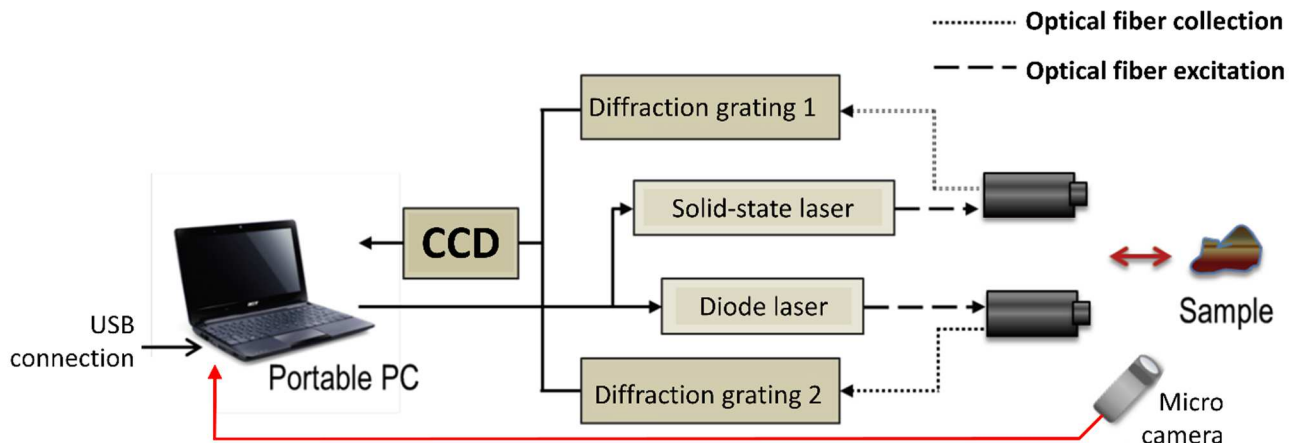 Optical fiber collection
Optical fiber excitation
Diffraction grating 1
Solid-state laser
CCD
Diode laser
Sample
USB
connection
Portable PC
Diffraction grating 2
Micro
camera